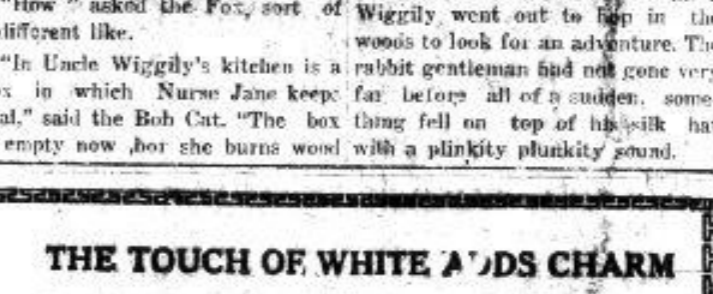 "How " asked the Fox, sort of
different like.
"In Uncle Wiggily's kitchen is a
x in which Nurse Jane keeps
al," said the Bob Cat. "The box
empty now ,bor she burns wood
Wiggily went out to hop in the
woods to look for an adventure. The
rabbit gentleman had not gone very
far before all of a sudden, some-
thing fell on top of his silk hat
with a plinkity plunkity sound.
THE TOUCH OF WHITE ADDS CHARM